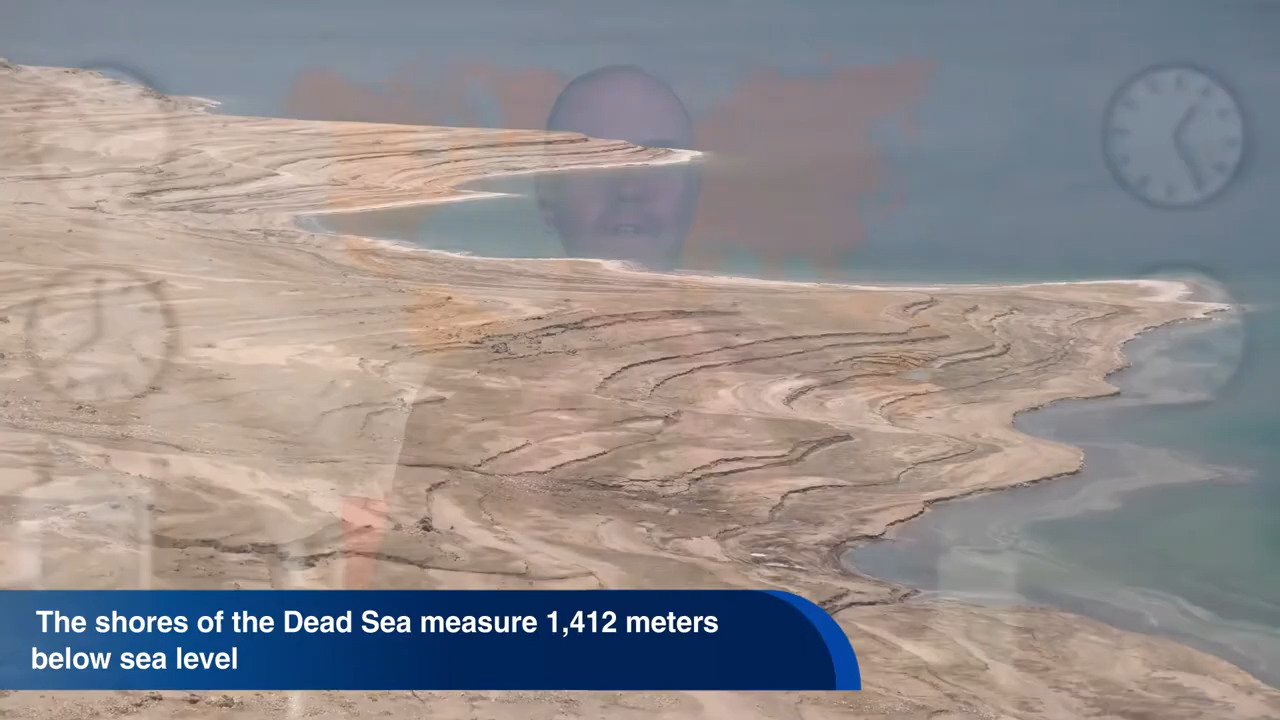 The shores of the Dead Sea measure 1,412 meters
below sea level